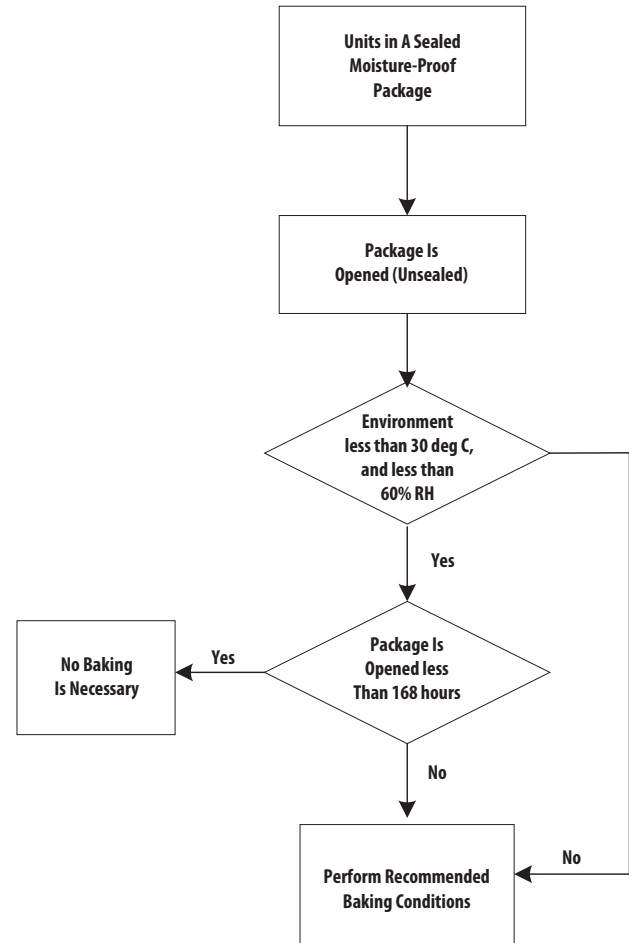 Units in A Sealed
Moisture-Proof
Package
Package Is
Opened (Unsealed)
Environment
less than 30 deg C,
and less than
60% RH
Yes
No Baking
Is Necessary
Yes
Package Is
Opened less
Than 168 hours
No
Perform Recommended
Baking Conditions
No